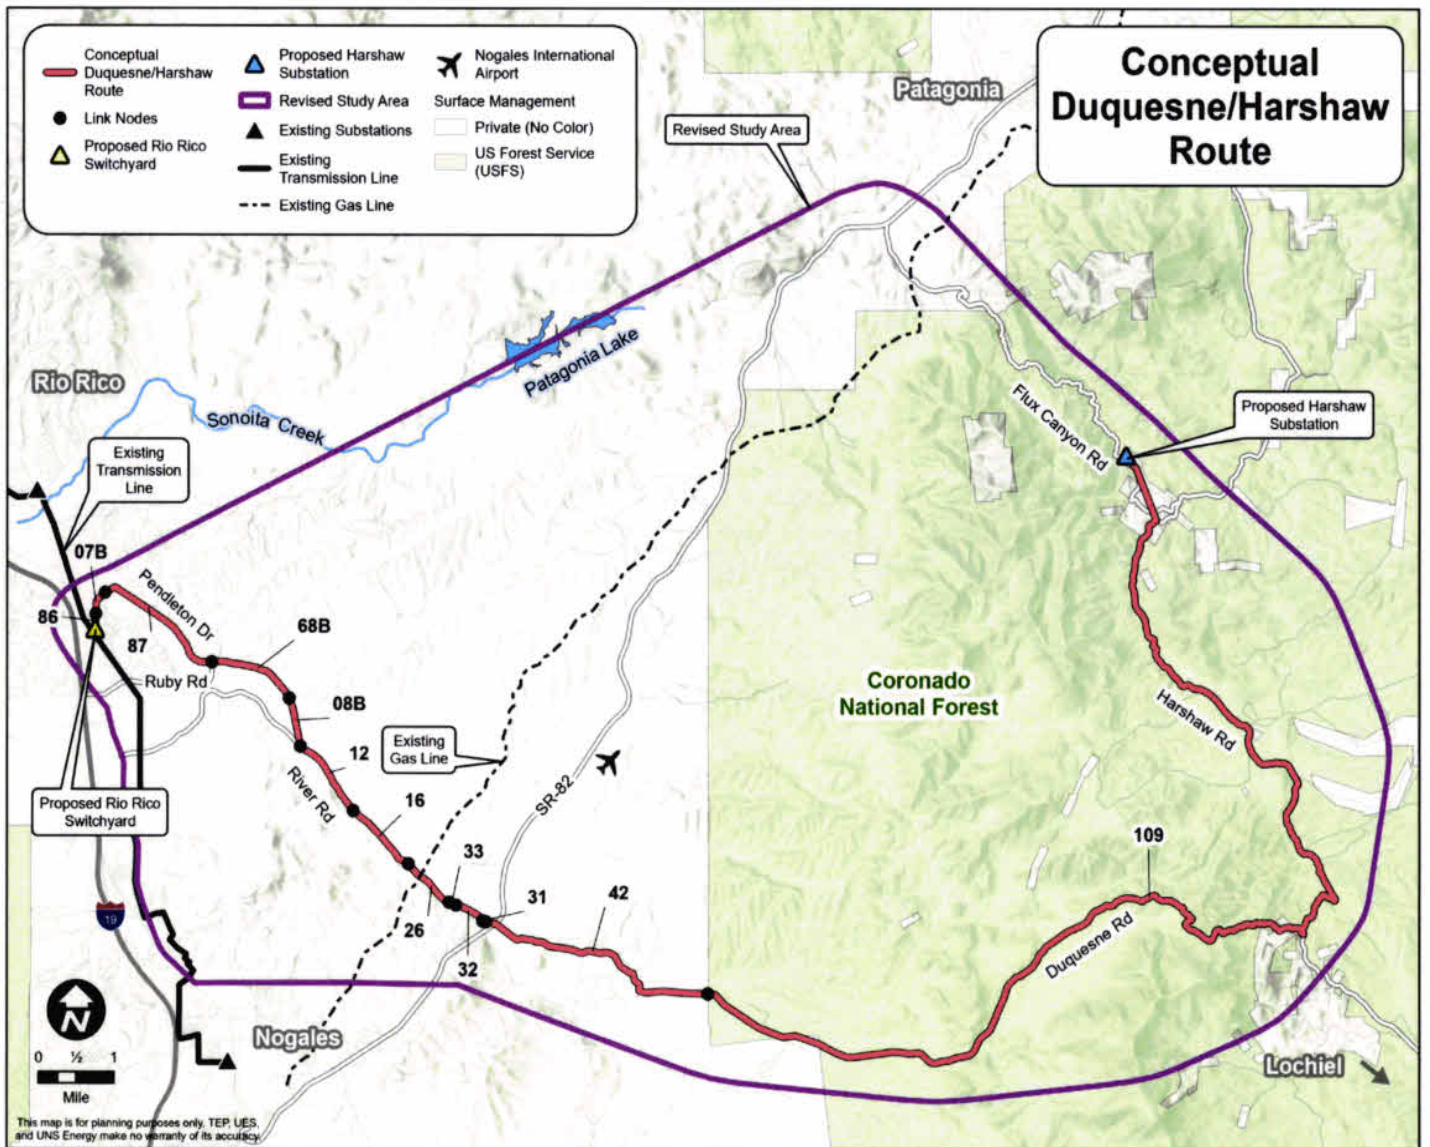 Conceptual
Duquesne/Harshaw
Route
Link Nodes
Proposed Rio Rico
Switchyard
Proposed Harshaw
Substation
Revised Study Area
Existing Substations
Existing
Transmission Line
Existing Gas Line
Nogales International
Airport
Surface Management
Private (No Color)
US Forest Service
(USFS)
Conceptual
Duquesne/Harshaw
Route
Patagonia
Revised Study Area
Patagonia Lake
Rio Rico
Sonoita Creek
Flux Canyon Rd
Proposed Harshaw
Substation
Existing
Transmission
Line
07B
Pendleton Dr
86
87
68B
Ruby Rd
08B
Coronado
National Forest
Harshaw Rd
Existing
Gas Line
12
River Rd
SR-82
16
Proposed Rio Rico
Switchyard
33
109
31
42
19
26
32
Duquesne Rd
N
Nogales
0 ½ 1
Mile
Lochiel
This map is for planning purposes only, TEP, UES,
and UNS Energy make no warranty of its accuracy.